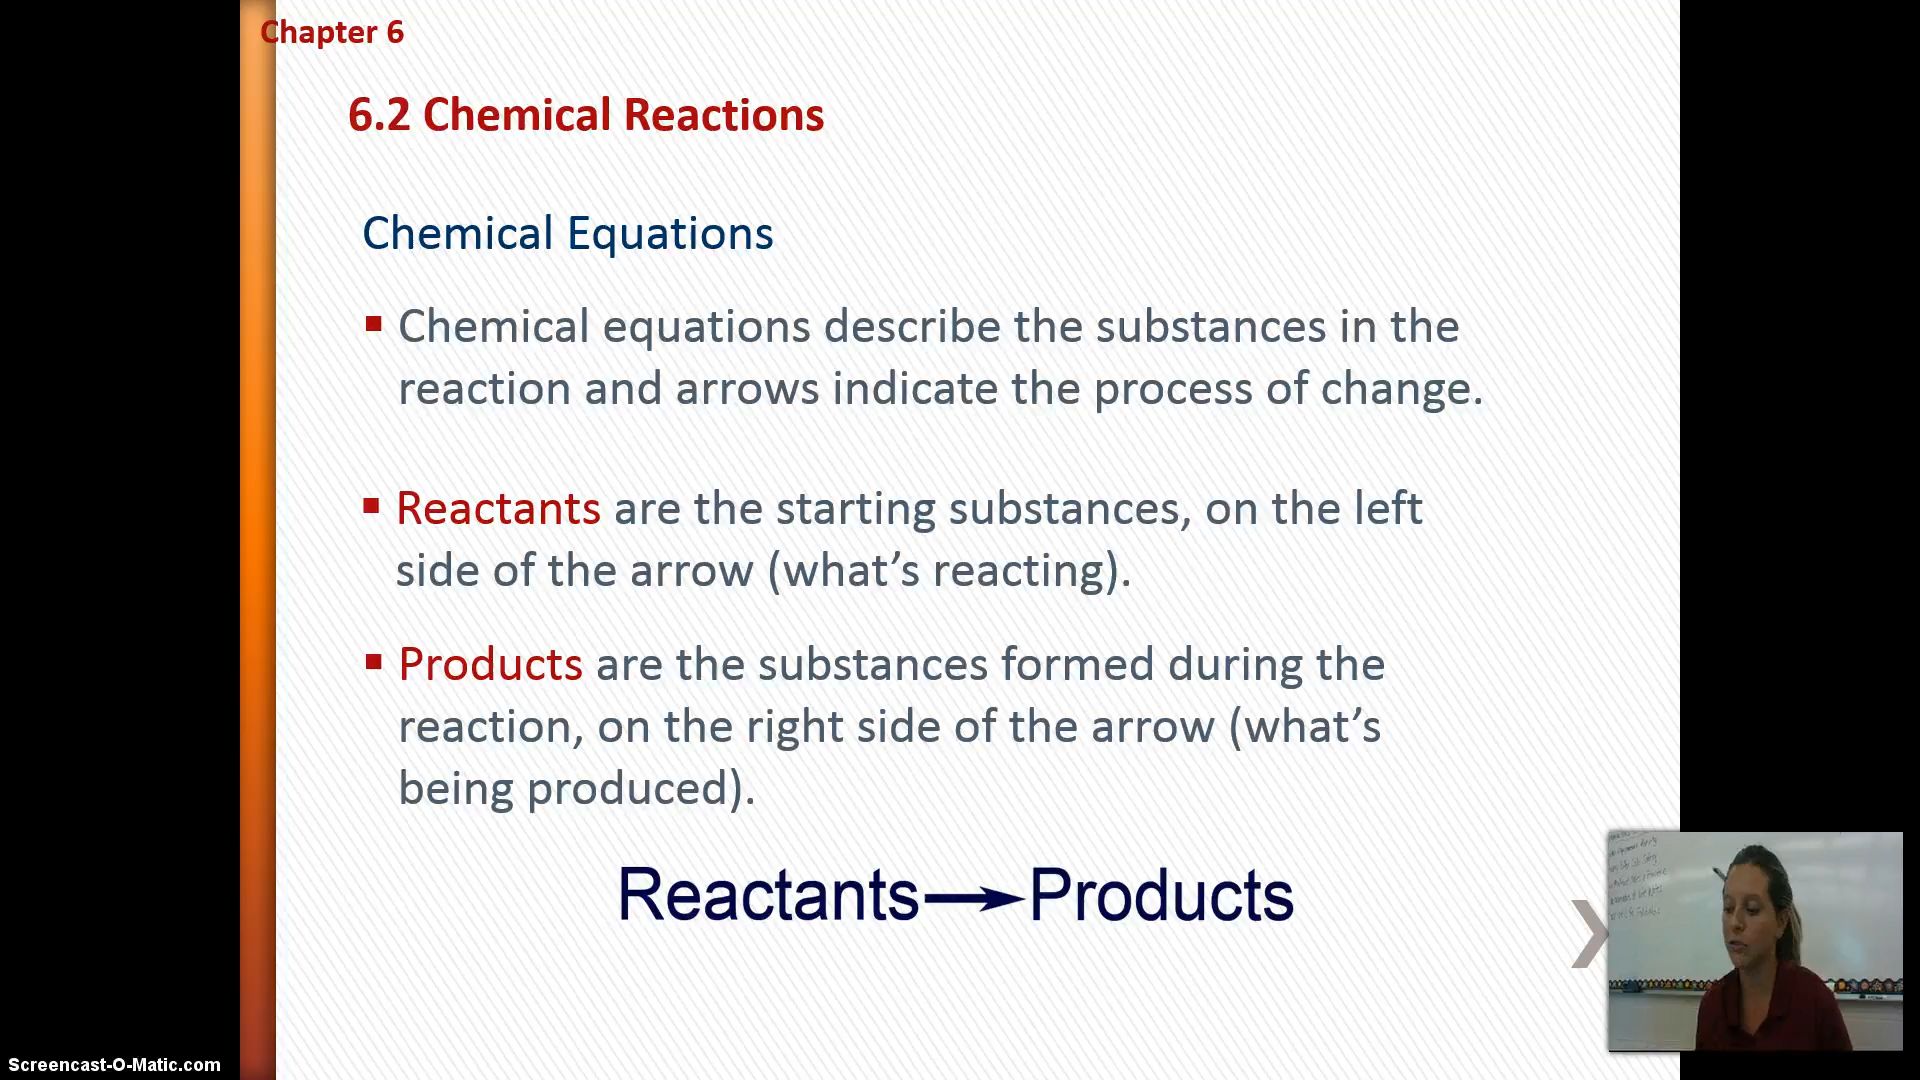 Chapter 6
6.2 Chemical Reactions
Chemical Equations
Chemical equations describe the substances in the
reaction and arrows indicate the process of change.
Reactants are the starting substances, on the left
side of the arrow (what’s reacting).
Products are the substances formed during the
reaction, on the right side of the arrow (what’s
being produced).
Reactants → Products
Screencast-O-Matic.com